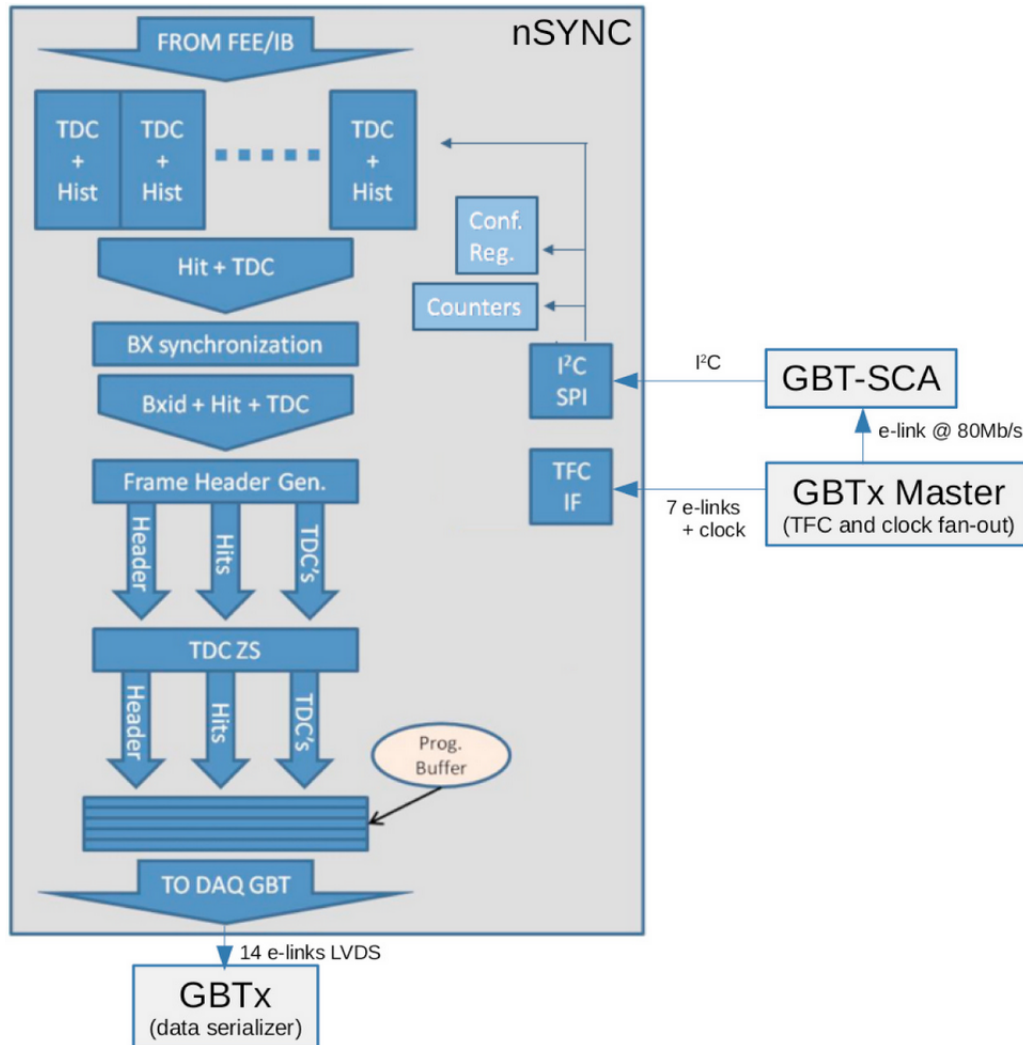 nSYNC
FROM FEE/IB
TDC
+
Hist
TDC
+
Hist
TDC
+
Hist
Conf.
Reg.
Hit + TDC
Counters
BX synchronization
I²C
SPI
I²C
GBT-SCA
Bxid + Hit + TDC
e-link @ 80Mb/s
Frame Header Gen.
TFC
IF
7 e-links
+ clock
GBTx Master
(TFC and clock fan-out)
Header
Hits
TDC's
TDC ZS
Header
Hits
TDC's
Prog.
Buffer
TO DAQ GBT
14 e-links LVDS
GBTx
(data serializer)